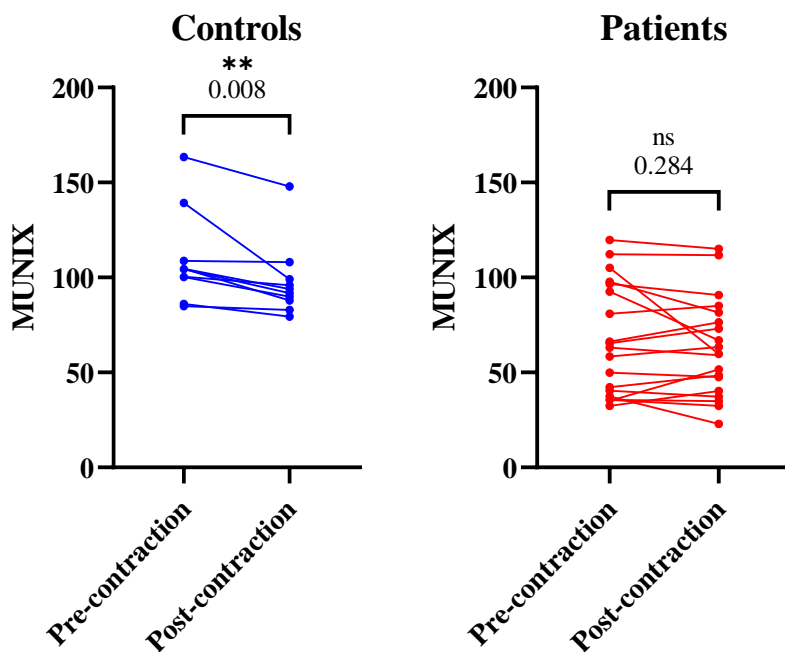 Controls
**
0.008
MUNIX
200
150
100
50
0
Pre-contraction
Post-contraction
Patients
ns
0.284
MUNIX
200
150
100
50
0
Pre-contraction
Post-contraction